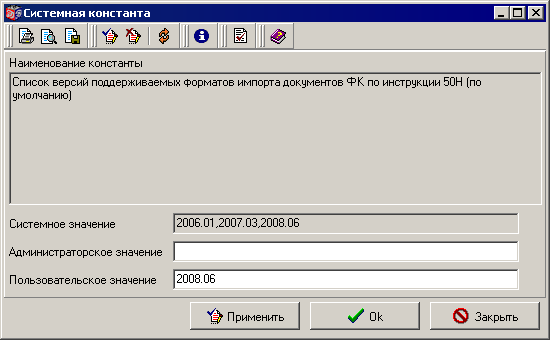 Системная константа
Наименование константы
Список версий поддерживаемых форматов импорта документов ФК по инструкции 50Н (по
умолчанию)
Системное значение 2006.01,2007.03,2008.06
Администраторское значение
Пользовательское значение 2008.06
Применить Ok Закрыть